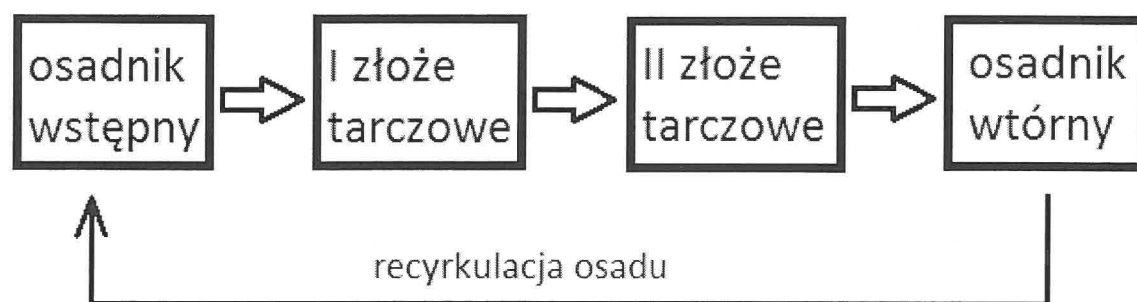 osadnik
wstępny
I złoże
tarczowe
II złoże
tarczowe
osadnik
wtórny
recyrkulacja osadu